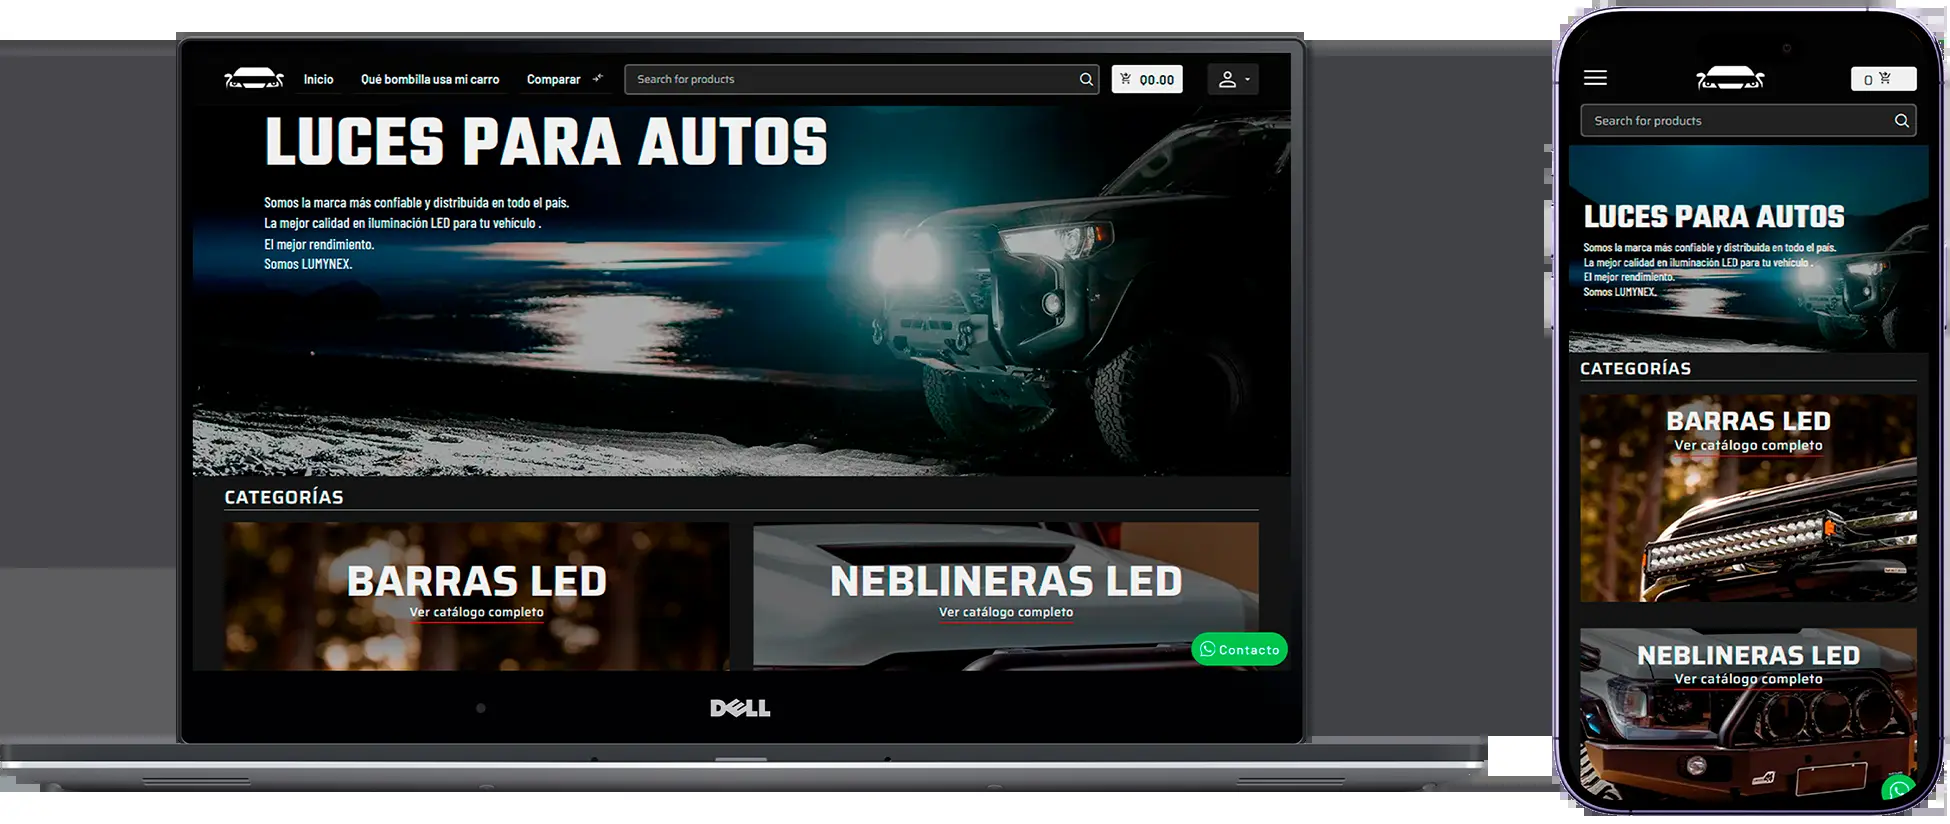 Inicio
Qué bombilla usa mi carro
Comparar
Search for products
Q0.00
LUCES PARA AUTOS
Somos la marca más confiable y distribuida en todo el país.
La mejor calidad en iluminación LED para tu vehículo .
El mejor rendimiento.
Somos LUMYNEX.
CATEGORÍAS
BARRAS LED
Ver catálogo completo
NEBLINERAS LED
Ver catálogo completo
Contacto
DELL
0
Search for products
LUCES PARA AUTOS
Somos la marca más confiable y distribuida en todo el país.
La mejor calidad en iluminación LED para tu vehículo .
El mejor rendimiento.
Somos LUMYNEX.
CATEGORÍAS
BARRAS LED
Ver catálogo completo
NEBLINERAS LED
Ver catálogo completo